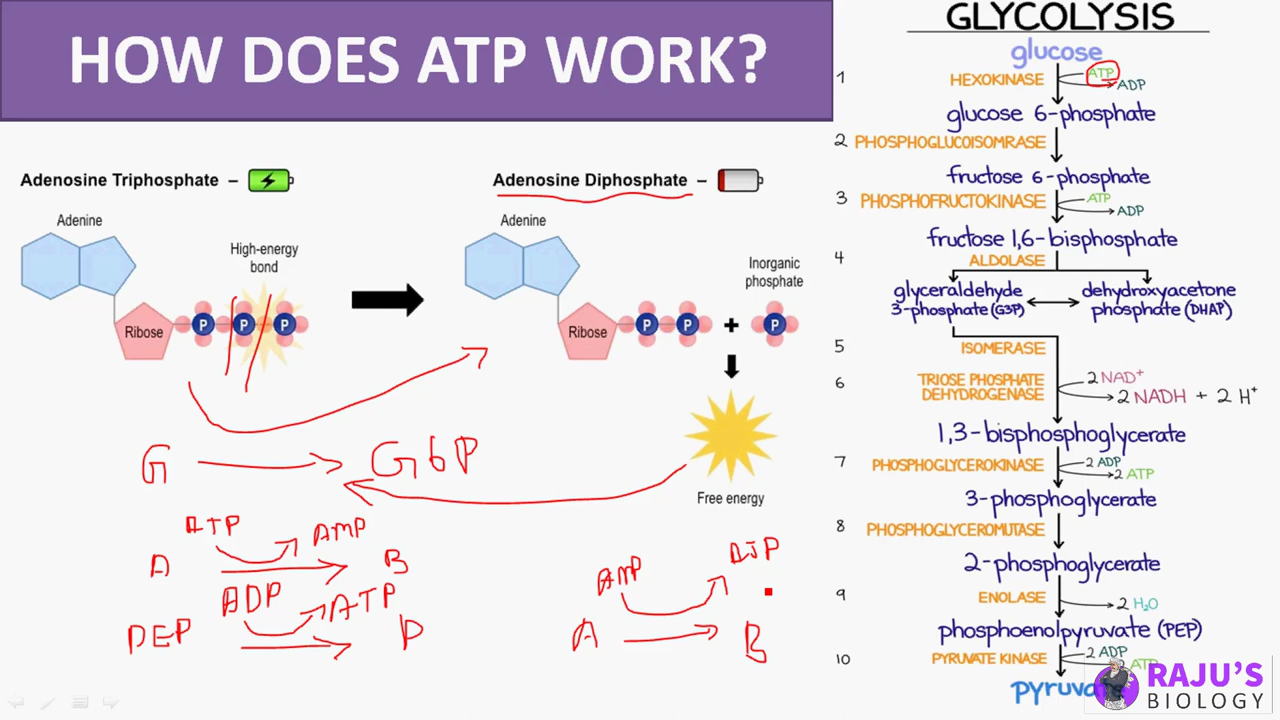 HOW DOES ATP WORK?
Adenosine Triphosphate –
Adenosine Diphosphate –
Adenine
High-energy
bond
Ribose
P P P
Adenine
Inorganic
phosphate
Ribose
P P + P
Free energy
G
G6P
ATP
AMP
A
B
ADP
ATP
PEP
P
AMP
A
B
GLYCOLYSIS
glucose
1 HEXOKINASE ATP
ADP
glucose 6-phosphate
2 PHOSPHOGLUCOISOMRASE
fructose 6-phosphate
3 PHOSPHOFRUCTOKINASE ATP
ADP
fructose 1,6-bisphosphate
4 ALDOLASE
glyceraldehyde
3-phosphate (G3P)
dehydroxyacetone
phosphate (DHAP)
5 ISOMERASE
6 TRIOSE PHOSPHATE
DEHYDROGENASE
2 NAD+
2 NADH + 2 H+
1,3-bisphosphoglycerate
7 PHOSPHOGLYCEROKINASE 2 ADP
2 ATP
3-phosphoglycerate
8 PHOSPHOGLYCEROMUTASE
2-phosphoglycerate
9 ENOLASE 2 H₂O
phosphoenolpyruvate (PEP)
10 PYRUVATE KINASE 2 ADP
ATP
pyruvate
RAJU'S
BIOLOGY